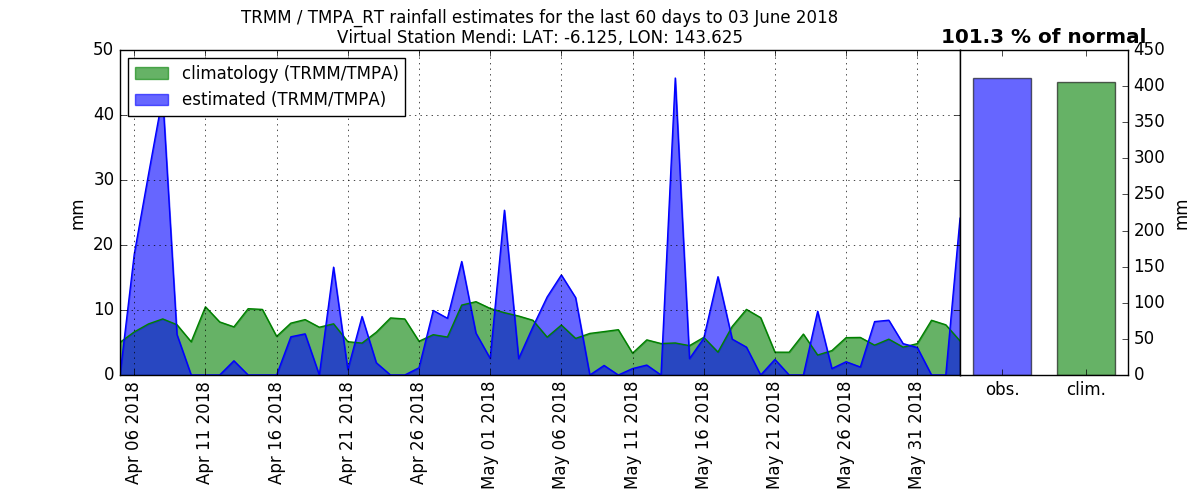 TRMM / TMPA_RT rainfall estimates for the last 60 days to 03 June 2018
Virtual Station Mendi: LAT: -6.125, LON: 143.625
101.3 % of normal
climatology (TRMM/TMPA)
estimated (TRMM/TMPA)
mm
50
40
30
20
10
0
Apr 06 2018
Apr 11 2018
Apr 16 2018
Apr 21 2018
Apr 26 2018
May 01 2018
May 06 2018
May 11 2018
May 16 2018
May 21 2018
May 26 2018
May 31 2018
obs.
clim.
450
400
350
300
250
200
150
100
50
0
mm